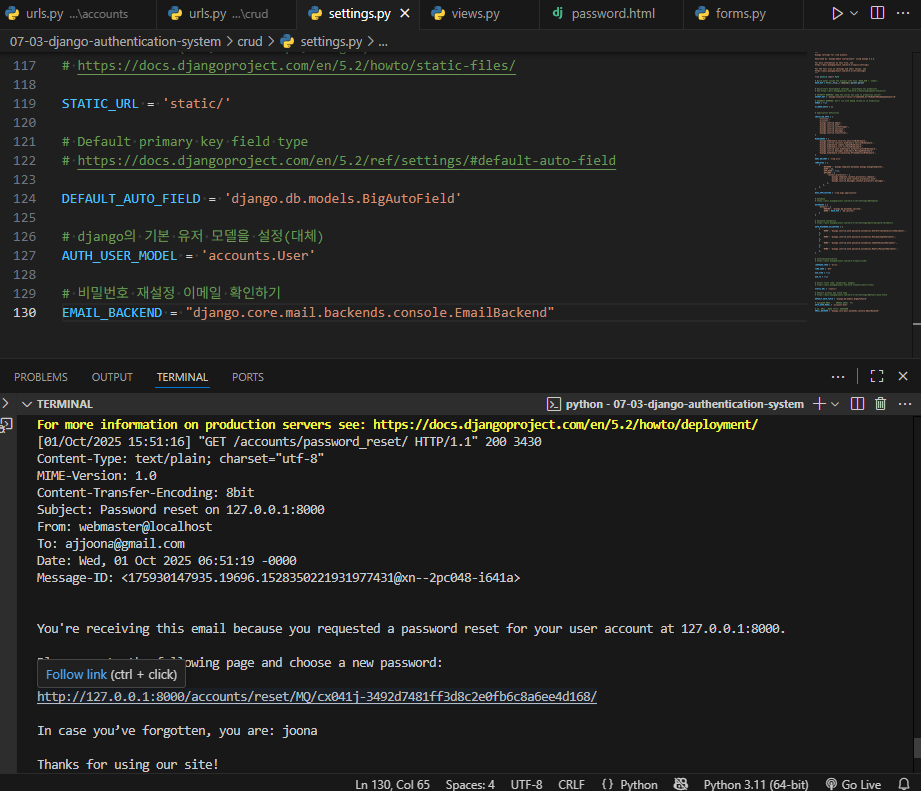 urls.py ...\accounts
urls.py ...\crud
settings.py
views.py
dj password.html
forms.py
07-03-django-authentication-system > crud > settings.py > ...
117 # https://docs.djangoproject.com/en/5.2/howto/static-files/
118
119 STATIC_URL = 'static/'
120
121 # Default primary key field type
122 # https://docs.djangoproject.com/en/5.2/ref/settings/#default-auto-field
123
124 DEFAULT_AUTO_FIELD = 'django.db.models.BigAutoField'
125
126 # django의 기본 유저 모델을 설정(대체)
127 AUTH_USER_MODEL = 'accounts.User'
128
129 # 비밀번호 재설정 이메일 확인하기
130 EMAIL_BACKEND = "django.core.mail.backends.console.EmailBackend"
PROBLEMS OUTPUT TERMINAL PORTS
TERMINAL
python - 07-03-django-authentication-system
For more information on production servers see: https://docs.djangoproject.com/en/5.2/howto/deployment/
[01/Oct/2025 15:51:16] "GET /accounts/password_reset/ HTTP/1.1" 200 3430
Content-Type: text/plain; charset="utf-8"
MIME-Version: 1.0
Content-Transfer-Encoding: 8bit
Subject: Password reset on 127.0.0.1:8000
From: webmaster@localhost
To: ajjoona@gmail.com
Date: Wed, 01 Oct 2025 06:51:19 -0000
Message-ID: <175930147935.19696.1528350221931977431@xn--2pc048-i641a>
You're receiving this email because you requested a password reset for your user account at 127.0.0.1:8000.
following page and choose a new password:
Follow link (ctrl + click)
http://127.0.0.1:8000/accounts/reset/MQ/cx041j-3492d7481ff3d8c2e0fb6c8a6ee4d168/
In case you’ve forgotten, you are: joona
Thanks for using our site!
Ln 130, Col 65 Spaces: 4 UTF-8 CRLF {} Python Python 3.11 (64-bit) Go Live